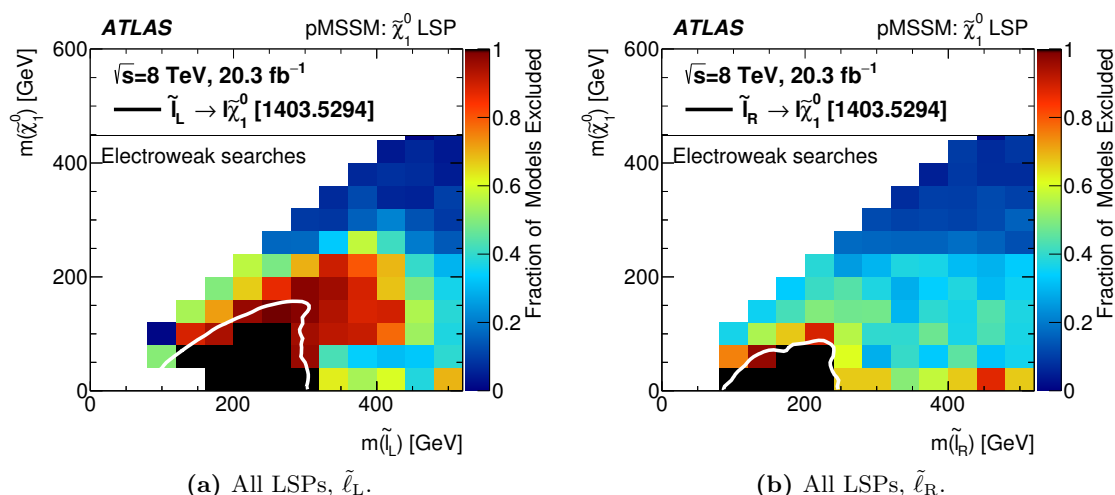 ATLAS pMSSM: χ̃₁⁰ LSP
√s=8 TeV, 20.3 fb⁻¹
l̃_L → lχ̃₁⁰ [1403.5294]
Electroweak searches
m(χ̃₁⁰) [GeV]
600
400
200
0
0 200 400
m(l̃_L) [GeV]
1
0.8
0.6
0.4
0.2
0
Fraction of Models Excluded
(a) All LSPs, ℓ̃_L.
ATLAS pMSSM: χ̃₁⁰ LSP
√s=8 TeV, 20.3 fb⁻¹
l̃_R → lχ̃₁⁰ [1403.5294]
Electroweak searches
m(χ̃₁⁰) [GeV]
600
400
200
0
0 200 400
m(l̃_R) [GeV]
1
0.8
0.6
0.4
0.2
0
Fraction of Models Excluded
(b) All LSPs, ℓ̃_R.